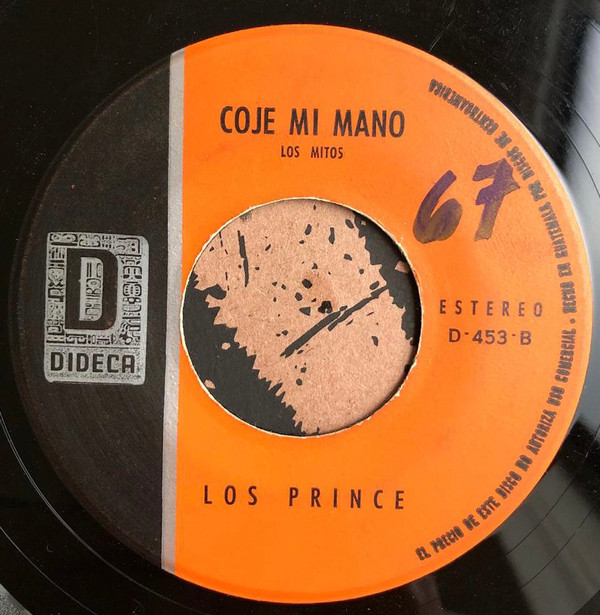 COJE MI MANO
LOS MITOS
67
D
DIDECA
ESTEREO
D-453-B
LOS PRINCE
EL PRECIO DE ESTE DISCO NO AUTORIZA USO COMERCIAL • HECHO EN GUATEMALA POR DISCOS DE CENTROAMERICA